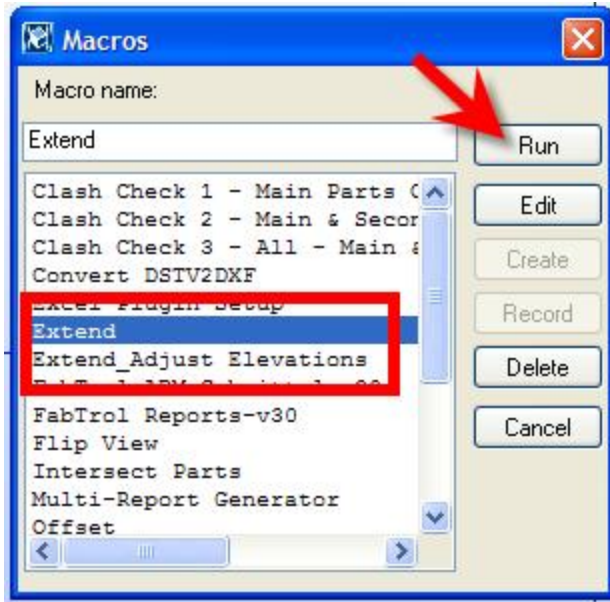 Macros
Macro name:
Extend
Run
Clash Check 1 - Main Parts
Clash Check 2 - Main &
Clash Check 3 - All - Main &
Convert DSTV2DXF
Excel Plugin Setup
Extend
Extend_Adjust Elevations
FabTrol Reports-v30
Flip View
Intersect Parts
Multi-Report Generator
Offset
Edit
Create
Record
Delete
Cancel